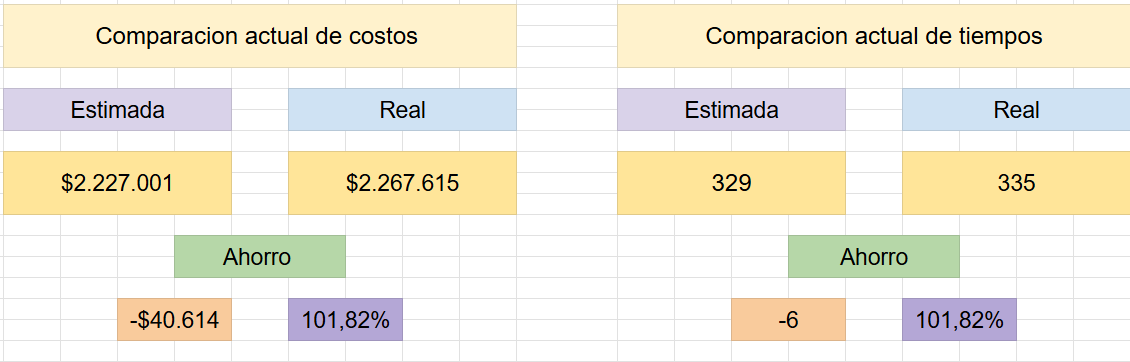 Comparacion actual de costos
Comparacion actual de tiempos
Estimada
Real
Estimada
Real
$2.227.001
$2.267.615
329
335
Ahorro
Ahorro
-$40.614
101,82%
-6
101,82%